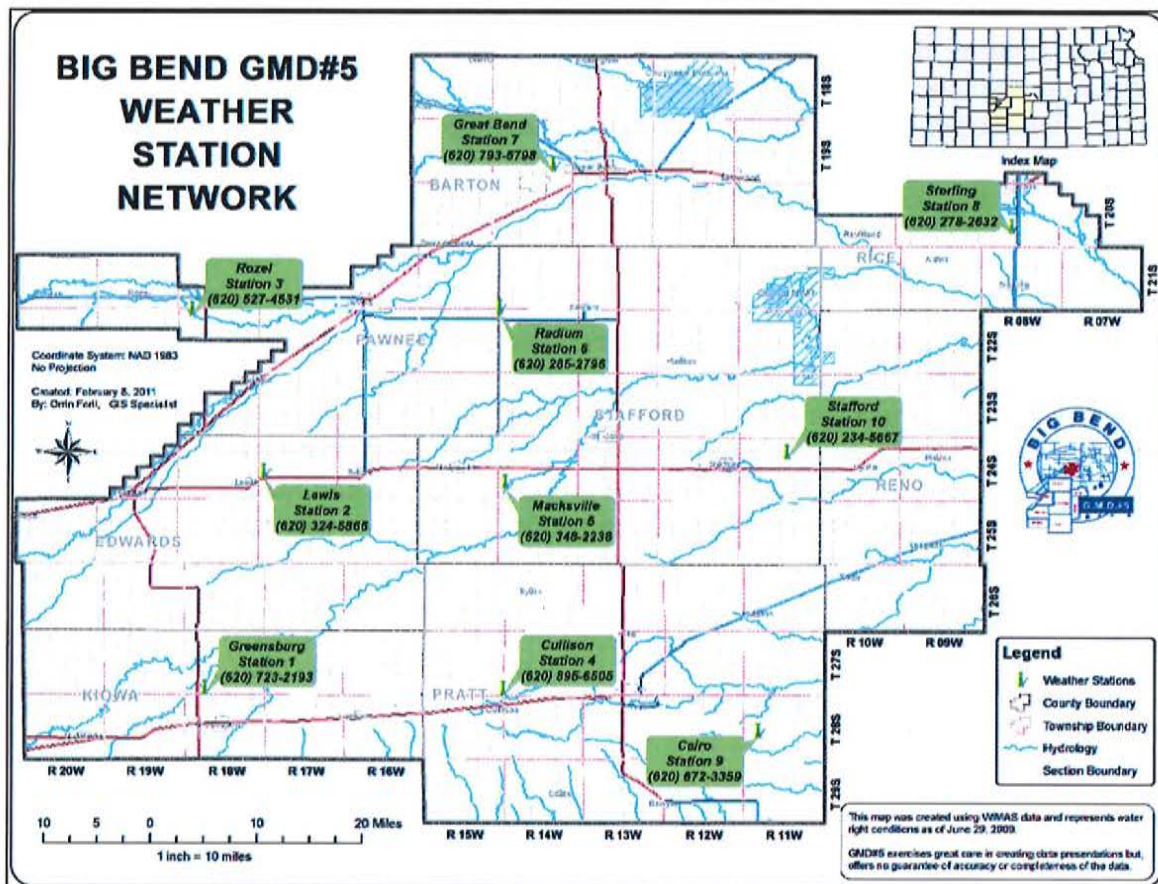 BIG BEND GMD#5
WEATHER
STATION
NETWORK
Great Bend
Station 7
(620) 793-5798
BARTON
T 18S
T 19S
Index Map
Sterling
Station 8
(620) 278-2632
T 20S
T 21S
RICE
R 08W
R 07W
Rozel
Station 3
(620) 527-4531
PAWNEE
Radium
Station 6
(620) 285-2796
Coordinate System: NAD 1983
No Projection
Created: February 8, 2011
By: Orrin Feril, GIS Specialist
T 22S
T 23S
STAFFORD
Stafford
Station 10
(620) 234-5667
T 24S
RENO
Lewis
Station 2
(620) 324-5865
Macksville
Station 5
(620) 348-2238
EDWARDS
T 25S
BIG BEND
GMD#5
T 26S
R 10W
R 09W
Greensburg
Station 1
(620) 723-2193
KIOWA
Cullison
Station 4
(620) 895-6505
PRATT
T 27S
T 28S
Cairo
Station 9
(620) 672-3359
T 29S
R 20W
R 19W
R 18W
R 17W
R 16W
R 15W
R 14W
R 13W
R 12W
R 11W
Legend
Weather Stations
County Boundary
Township Boundary
Hydrology
Section Boundary
10 5 0 10 20 Miles
1 inch = 10 miles
This map was created using WIMAS data and represents water
right conditions as of June 29, 2009.
GMD#5 exercises great care in creating data presentations but,
offers no guarantee of accuracy or completeness of the data.